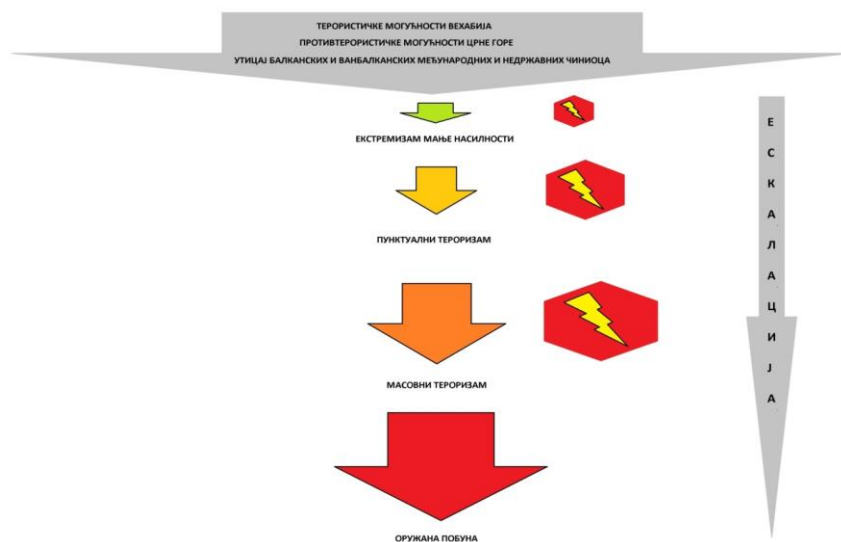 ТЕРОРИСТИЧКЕ МОГУЋНОСТИ ВЕХАБИЈА
ПРОТИВТЕРОРИСТИЧКЕ МОГУЋНОСТИ ЦРНЕ ГОРЕ
УТИЦАЈ БАЛКАНСКИХ И ВАНБАЛКАНСКИХ МЕЂУНАРОДНИХ И НЕДРЖАВНИХ ЧИНИОЦА
ЕКСТРЕМИЗАМ МАЊЕ НАСИЛНОСТИ
ПУНКТУАЛНИ ТЕРОРИЗАМ
МАСОВНИ ТЕРОРИЗАМ
ОРУЖАНА ПОБУНА
ЕСКАЛАЦИЈА